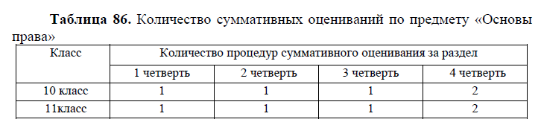 Таблица 86. Количество суммативных оцениваний по предмету «Основы
права»
Класс Количество процедур суммативного оценивания за раздел
1 четверть 2 четверть 3 четверть 4 четверть
10 класс 1 1 1 2
11класс 1 1 1 2